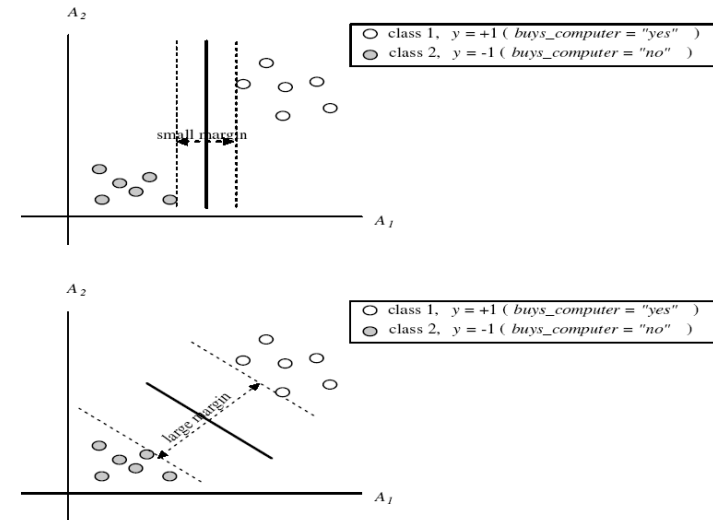 A2
class 1, y = +1 ( buys_computer = "yes" )
class 2, y = -1 ( buys_computer = "no" )
small margin
A1
A2
class 1, y = +1 ( buys_computer = "yes" )
class 2, y = -1 ( buys_computer = "no" )
large margin
A1